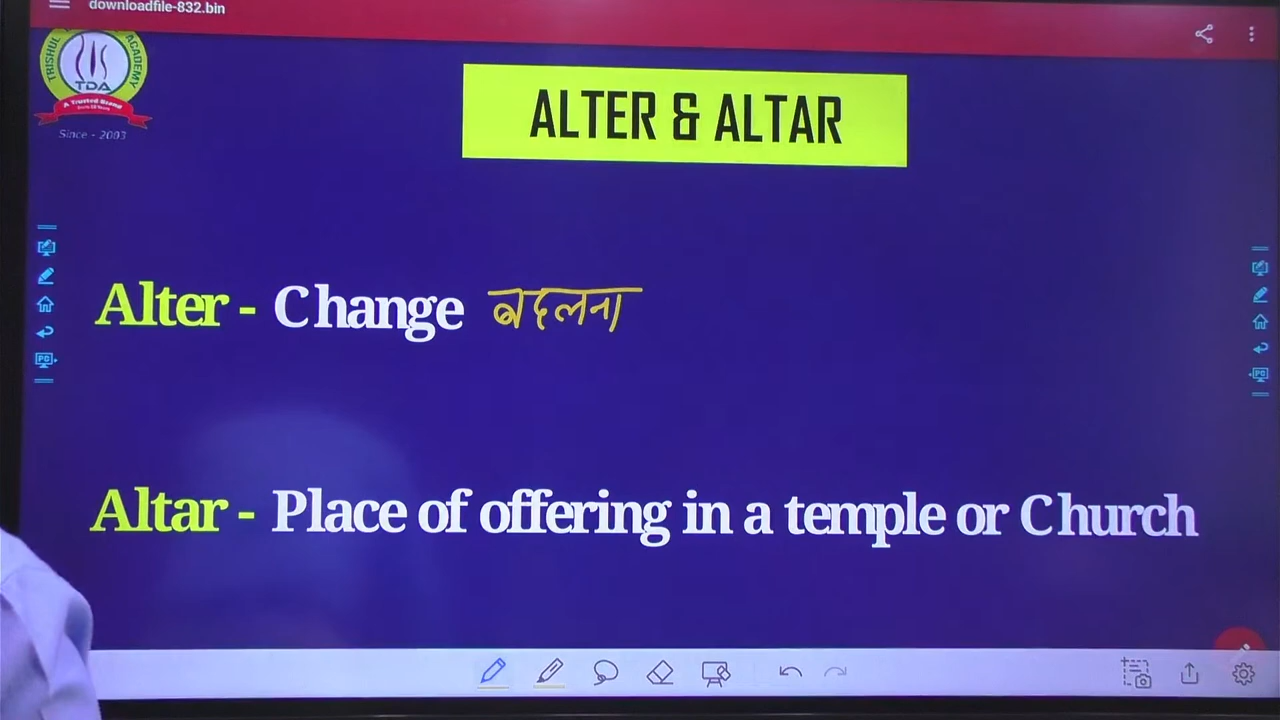 downloadfile-832.bin
TRISHUL ACADEMY
TDA
A Trusted Brand
Since - 2003
ALTER & ALTAR
Alter - Change बदलना
Altar - Place of offering in a temple or Church